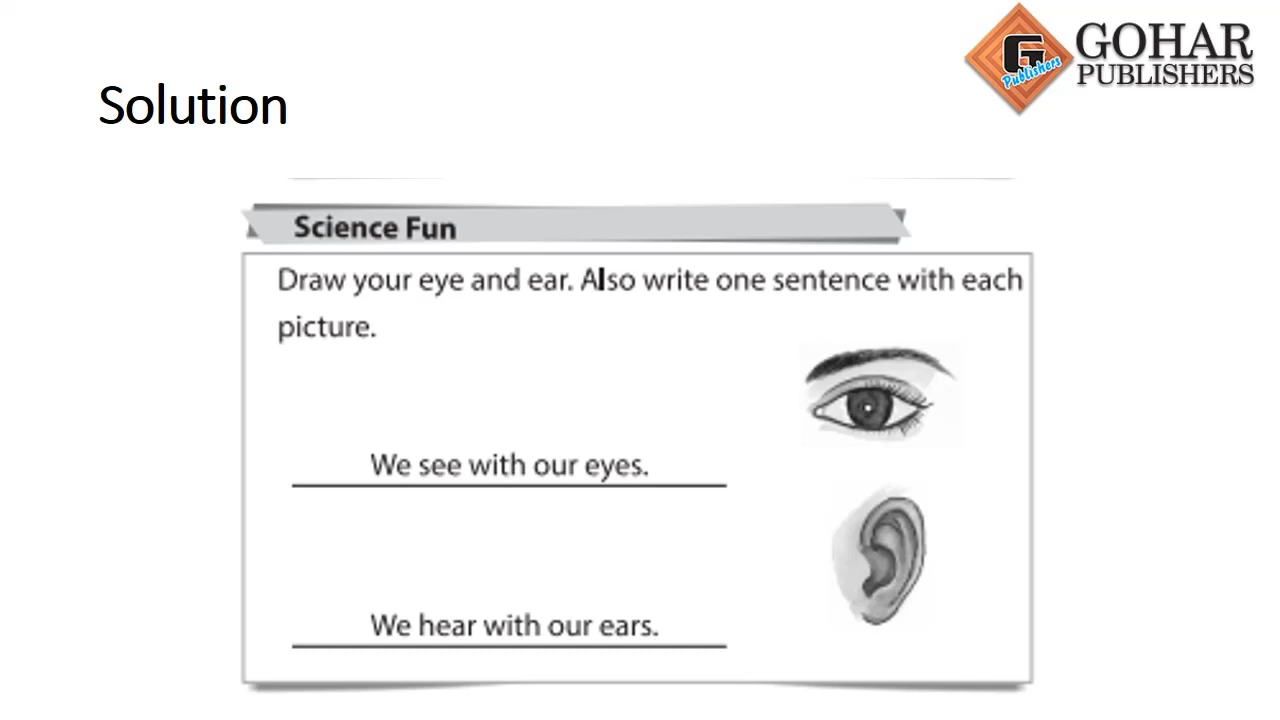 G
Publishers
GOHAR
PUBLISHERS
Solution
Science Fun
Draw your eye and ear. Also write one sentence with each
picture.
We see with our eyes.
We hear with our ears.